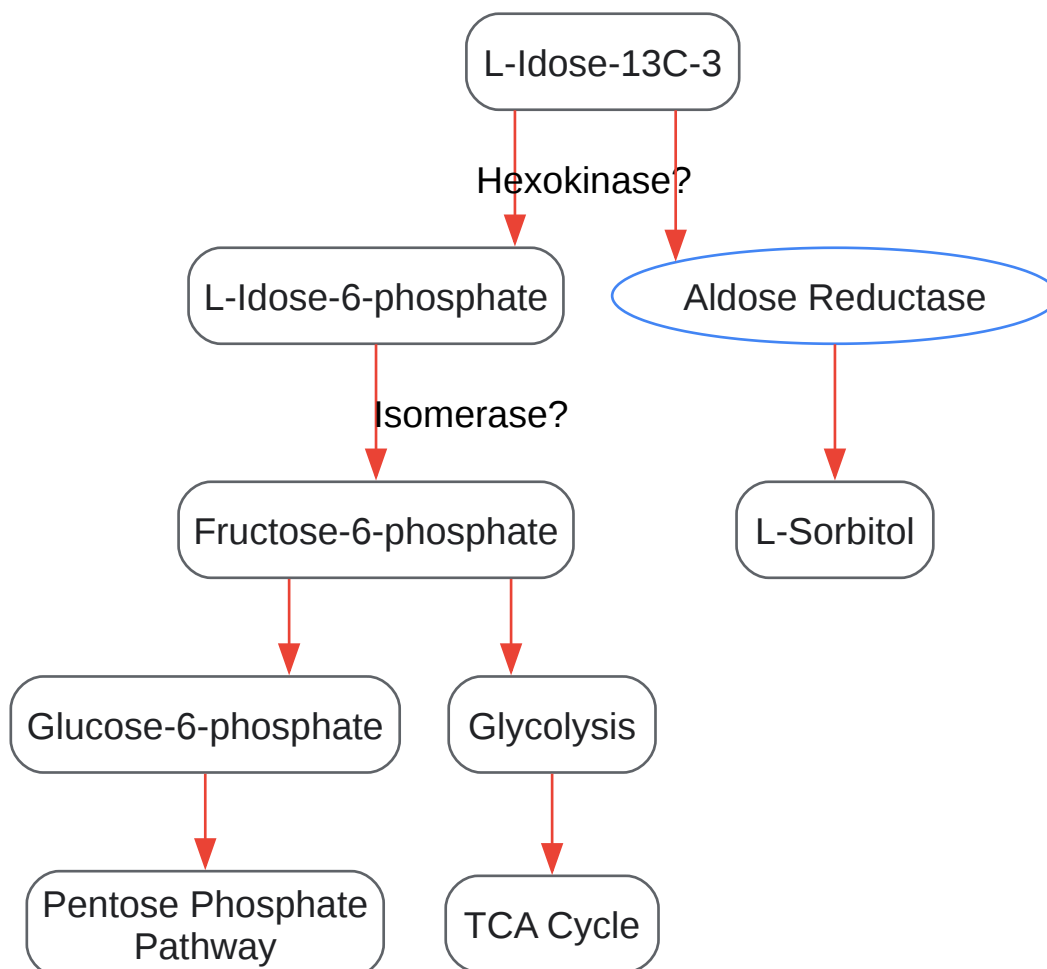 L-Idose-13C-3
Hexokinase?
L-Idose-6-phosphate
Aldose Reductase
Isomerase?
Fructose-6-phosphate
L-Sorbitol
Glucose-6-phosphate
Glycolysis
Pentose Phosphate
Pathway
TCA Cycle